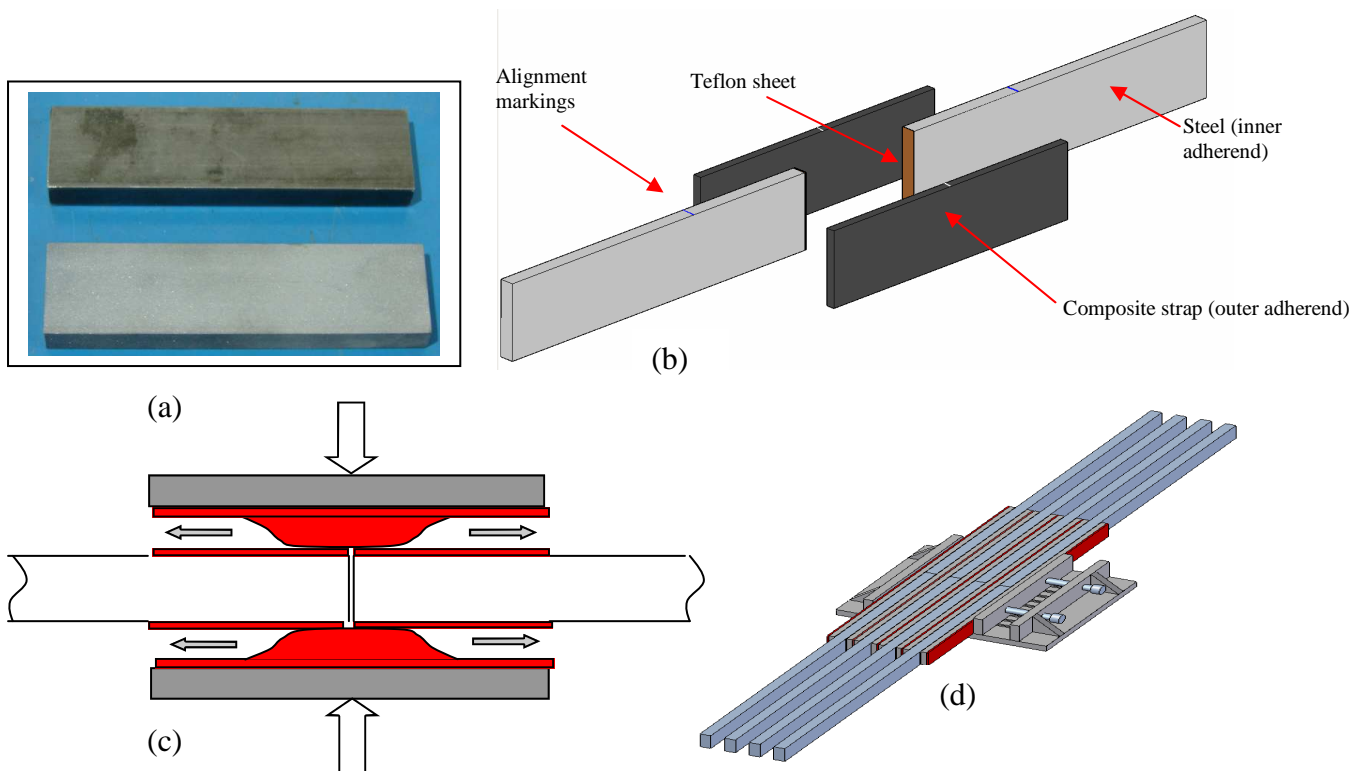 Alignment
markings
Teflon sheet
Steel (inner
adherend)
Composite strap (outer adherend)
(b)
(a)
(c)
(d)